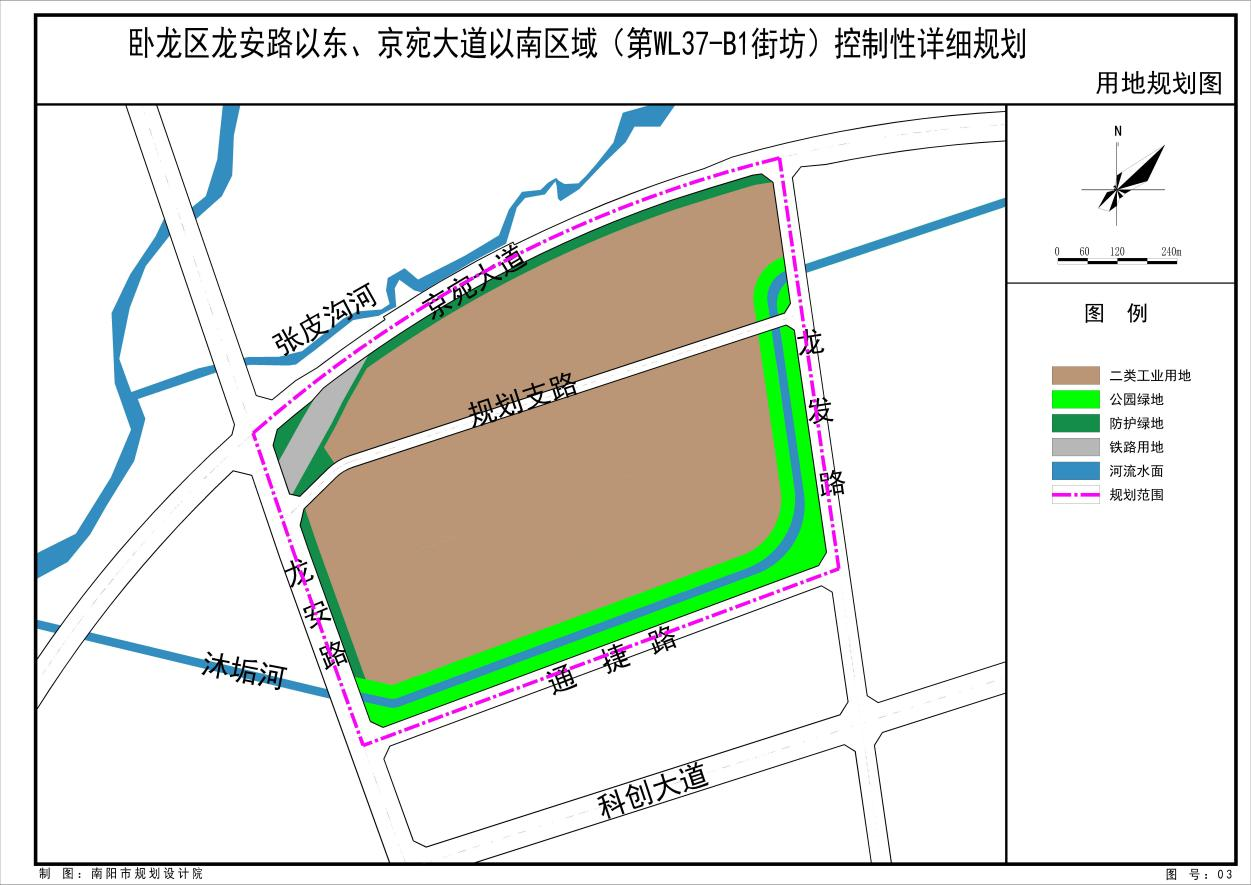 卧龙区龙安路以东、京宛大道以南区域（第WL37-B1街坊）控制性详细规划
用地规划图
N
0 60 120 240m
图 例
二类工业用地
公园绿地
防护绿地
铁路用地
河流水面
规划范围
张皮沟河
京宛大道
规划支路
龙发路
龙安路
沐垢河
通捷路
科创大道
制 图：南阳市规划设计院
图 号：03